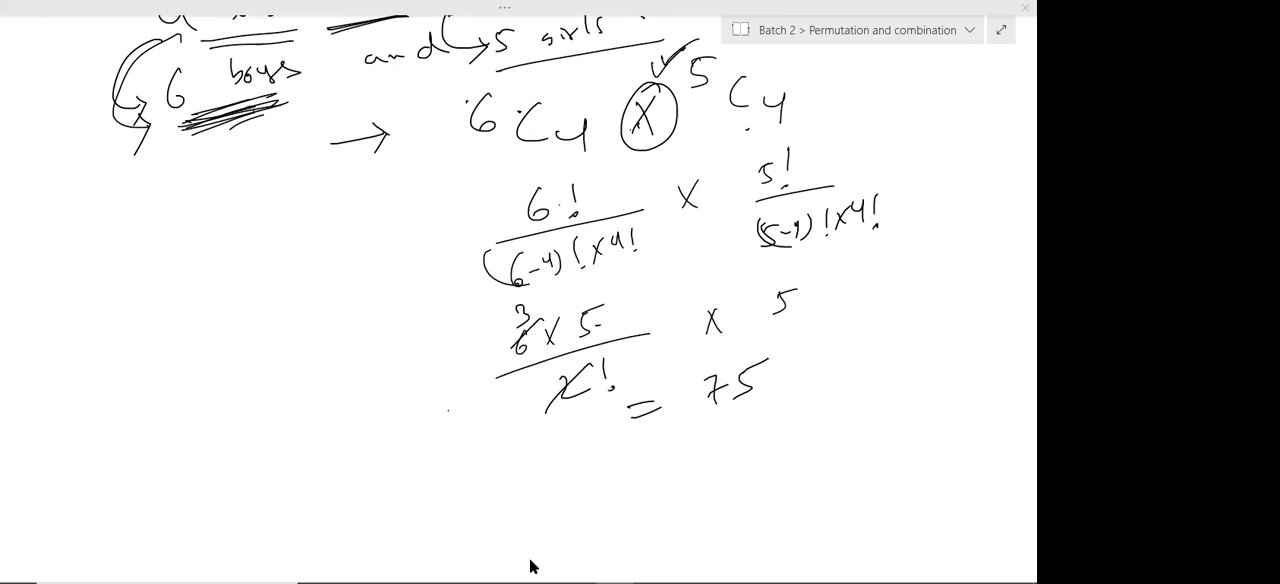 Batch 2 > Permutation and combination
and 5 girls
6 boys
→ 6C4 × 5C4
6! / (6-4)! × 4! × 5! / (5-4)! × 4!
3
6 × 5 / 2! × 5
= 75